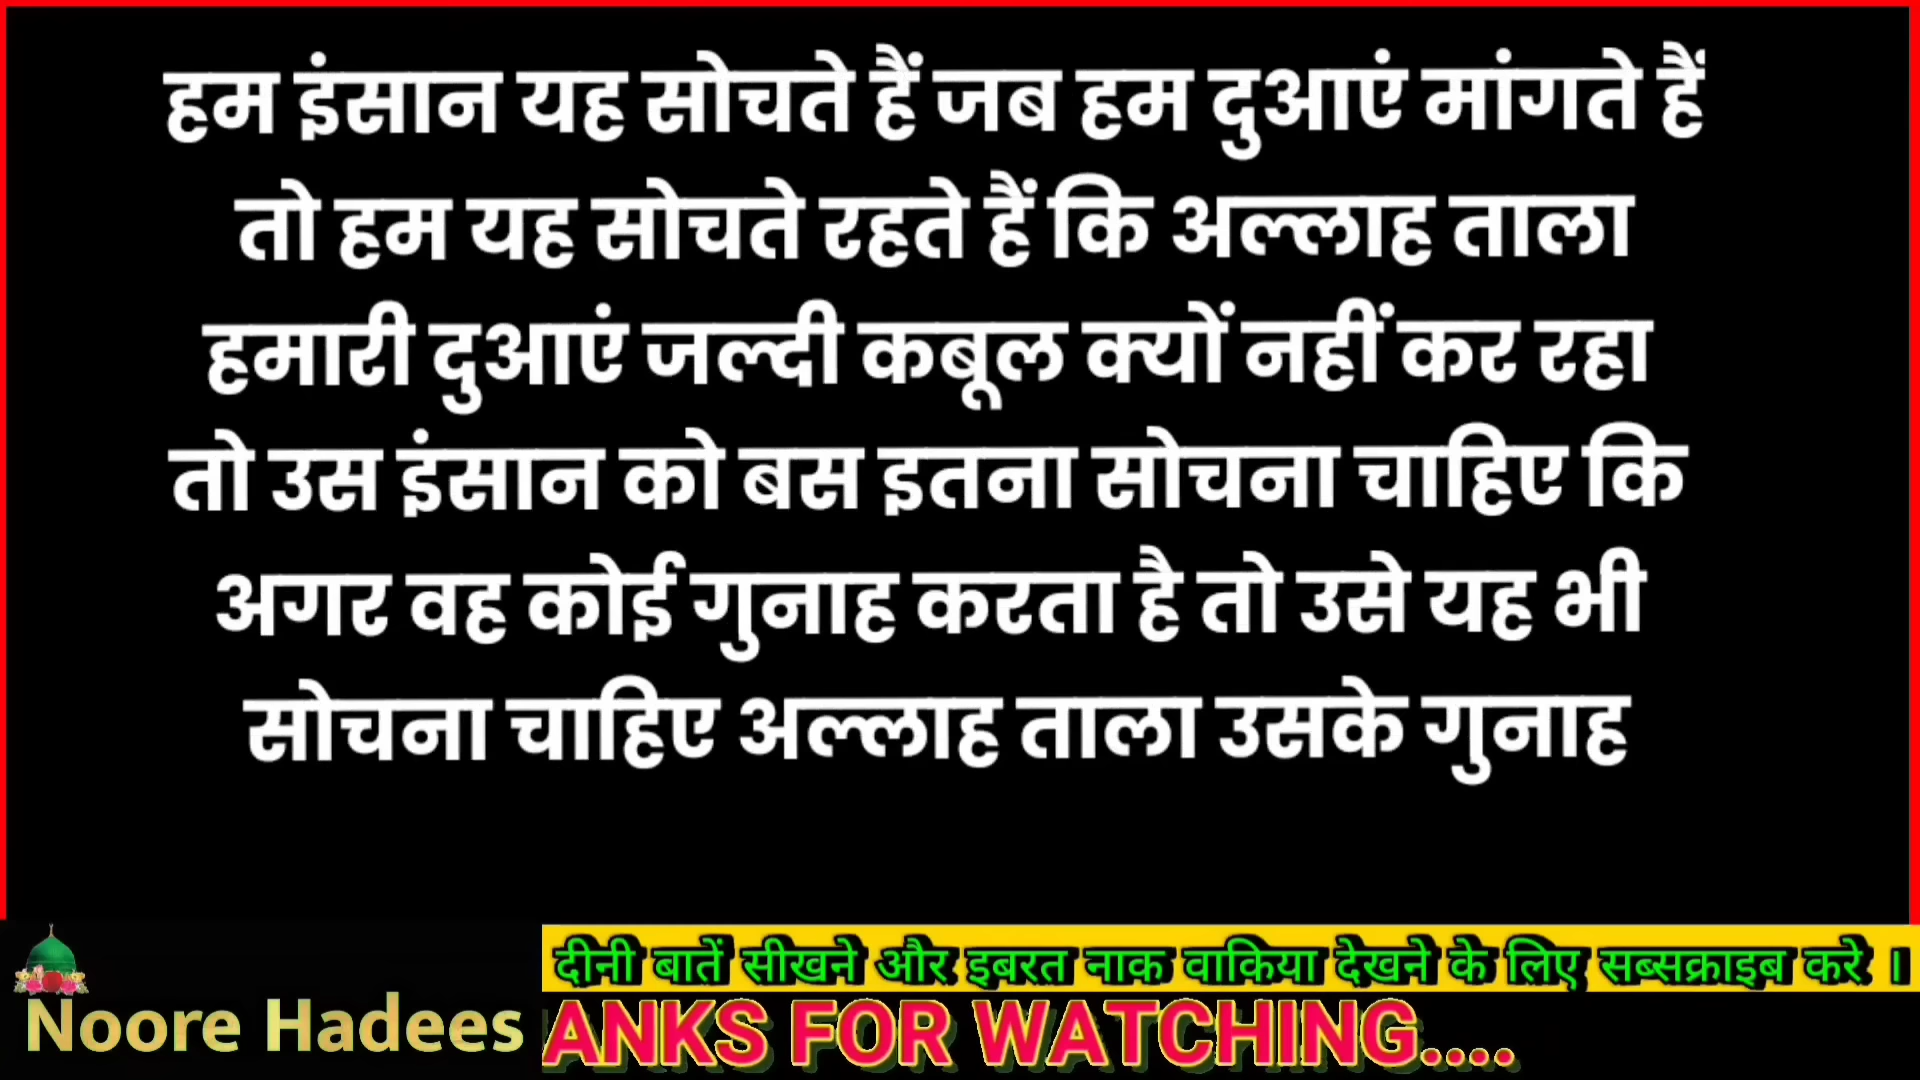 हम इंसान यह सोचते हैं जब हम दुआएं मांगते हैं
तो हम यह सोचते रहते हैं कि अल्लाह ताला
हमारी दुआएं जल्दी कबूल क्यों नहीं कर रहा
तो उस इंसान को बस इतना सोचना चाहिए कि
अगर वह कोई गुनाह करता है तो उसे यह भी
सोचना चाहिए अल्लाह ताला उसके गुनाह
दीनी बातें सीखने और इबरत नाक वाकिया देखने के लिए सब्सक्राइब करे ।
Noore Hadees
ANKS FOR WATCHING....